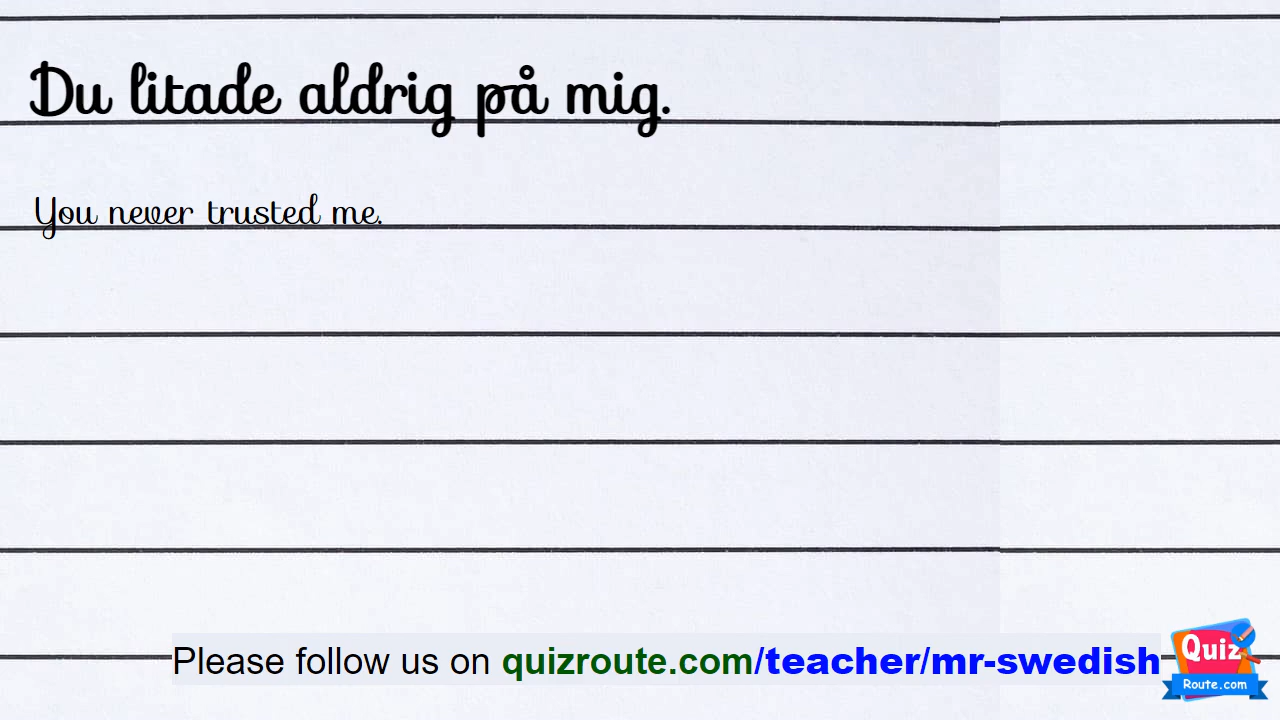 Du litade aldrig på mig.
You never trusted me.
Please follow us on quizroute.com/teacher/mr-swedish
Quiz
Route.com